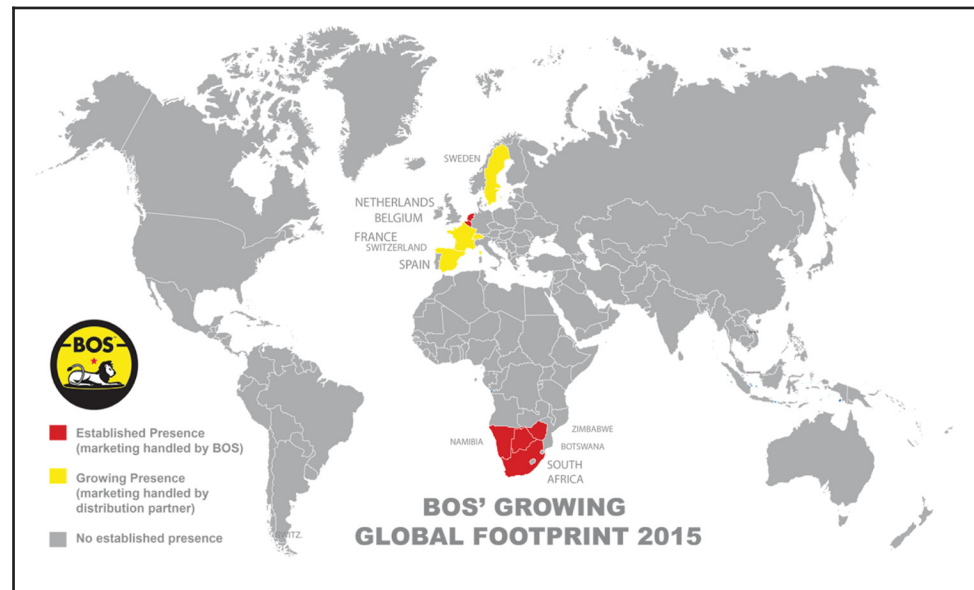 SWEDEN
NETHERLANDS
BELGIUM
FRANCE
SWITZERLAND
SPAIN
BOS
Established Presence
(marketing handled by BOS)
Growing Presence
(marketing handled by
distribution partner)
No established presence
NAMIBIA
ZIMBABWE
BOTSWANA
SOUTH
AFRICA
BOS' GROWING
GLOBAL FOOTPRINT 2015